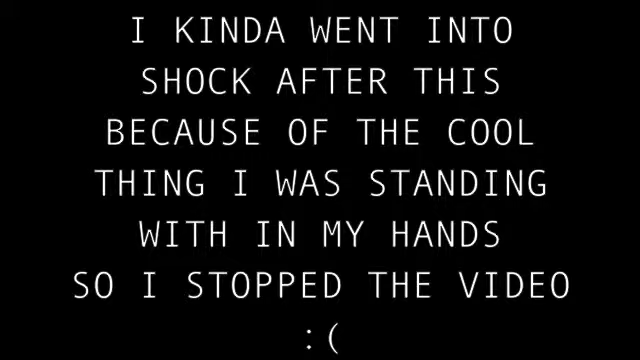 I KINDA WENT INTO
SHOCK AFTER THIS
BECAUSE OF THE COOL
THING I WAS STANDING
WITH IN MY HANDS
SO I STOPPED THE VIDEO
:(